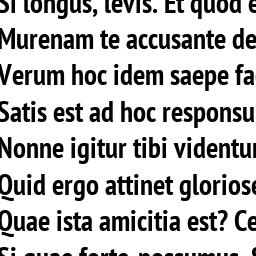 Si longus, levis. Et quod e
Murenam te accusante de
Verum hoc idem saepe fa
Satis est ad hoc responsu
Nonne igitur tibi videntur
Quid ergo attinet gloriose
Quae ista amicitia est? Ce
Si quae forte-possumus. S